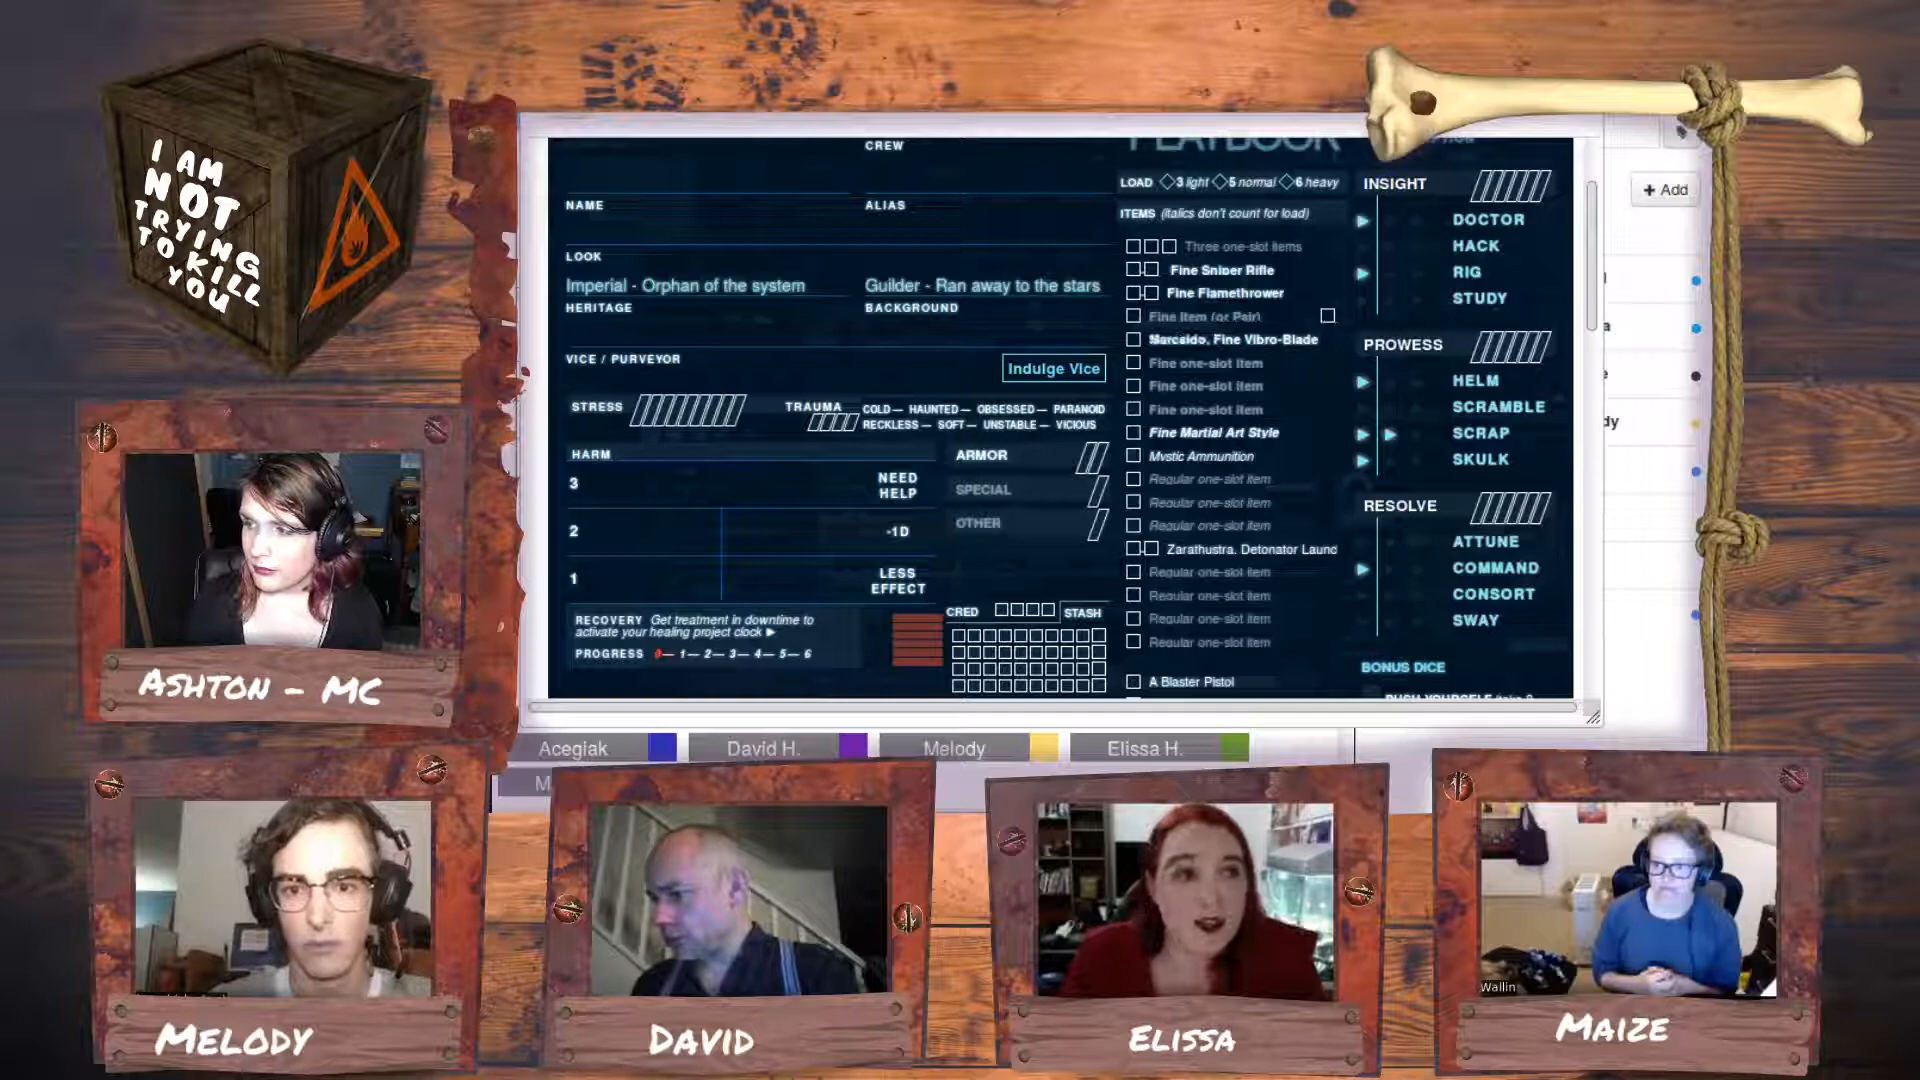 I AM
NOT
TRYING
TO KILL
YOU
CREW
NAME
ALIAS
LOOK
Imperial - Orphan of the system
Guilder - Ran away to the stars
HERITAGE
BACKGROUND
VICE / PURVEYOR
Indulge Vice
STRESS
TRAUMA
COLD— HAUNTED— OBSESSED— PARANOID
RECKLESS— SOFT— UNSTABLE— VICIOUS
HARM
3
NEED
HELP
2
-1D
1
LESS
EFFECT
ARMOR
SPECIAL
OTHER
RECOVERY Get treatment in downtime to
activate your healing project clock ►
PROGRESS 0— 1— 2— 3— 4— 5— 6
CRED
STASH
PLAYBOOK
LOAD 3 light 5 normal 6 heavy
ITEMS (italics don't count for load)
Three one-slot items
Fine Sniper Rifle
Fine Flamethrower
Fine Item (or Pair)
Fine Vibro-Blade
Fine one-slot item
Fine one-slot item
Fine one-slot item
Fine Martial Art Style
Mystic Ammunition
Regular one-slot item
Regular one-slot item
Regular one-slot item
Zarathustra, Detonator Launc
Regular one-slot item
Regular one-slot item
Regular one-slot item
Regular one-slot item
A Blaster Pistol
INSIGHT
DOCTOR
HACK
RIG
STUDY
PROWESS
HELM
SCRAMBLE
SCRAP
SKULK
RESOLVE
ATTUNE
COMMAND
CONSORT
SWAY
BONUS DICE
PUSH YOURSELF
+ Add
dy
Acegiak
David H.
Melody
Elissa H.
M
ASHTON - MC
MELODY
DAVID
ELISSA
Wallin
MAIZE